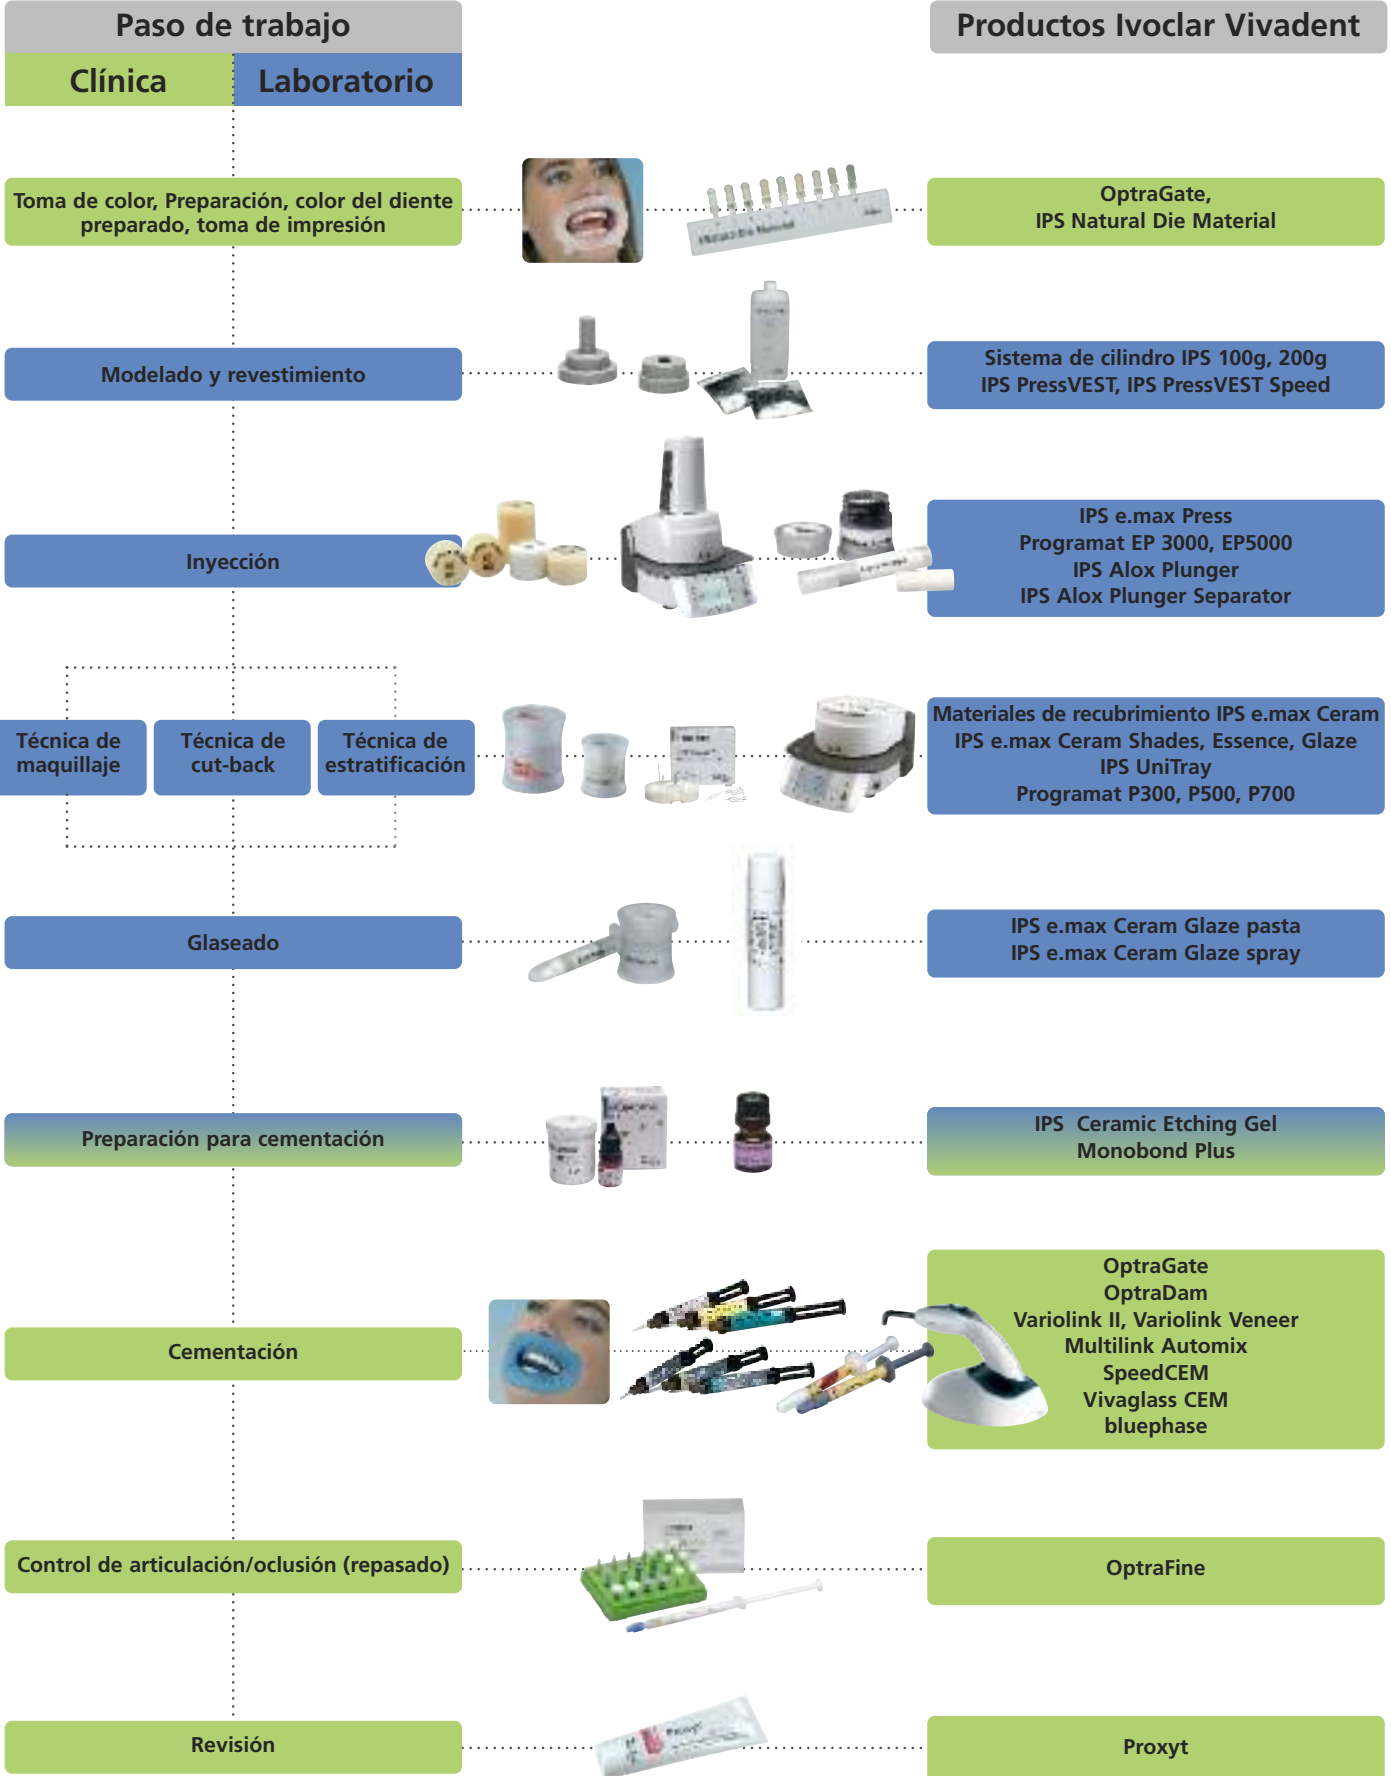 Paso de trabajo
Productos Ivoclar Vivadent
Clínica
Laboratorio
Toma de color, Preparación, color del diente
preparado, toma de impresión
OptraGate,
IPS Natural Die Material
Modelado y revestimiento
Sistema de cilindro IPS 100g, 200g
IPS PressVEST, IPS PressVEST Speed
Inyección
IPS e.max Press
Programat EP 3000, EP5000
IPS Alox Plunger
IPS Alox Plunger Separator
Técnica de
maquillaje
Técnica de
cut-back
Técnica de
estratificación
Materiales de recubrimiento IPS e.max Ceram
IPS e.max Ceram Shades, Essence, Glaze
IPS UniTray
Programat P300, P500, P700
Glaseado
IPS e.max Ceram Glaze pasta
IPS e.max Ceram Glaze spray
Preparación para cementación
IPS Ceramic Etching Gel
Monobond Plus
Cementación
OptraGate
OptraDam
Variolink II, Variolink Veneer
Multilink Automix
SpeedCEM
Vivaglass CEM
bluephase
Control de articulación/oclusión (repasado)
OptraFine
Revisión
Proxyt